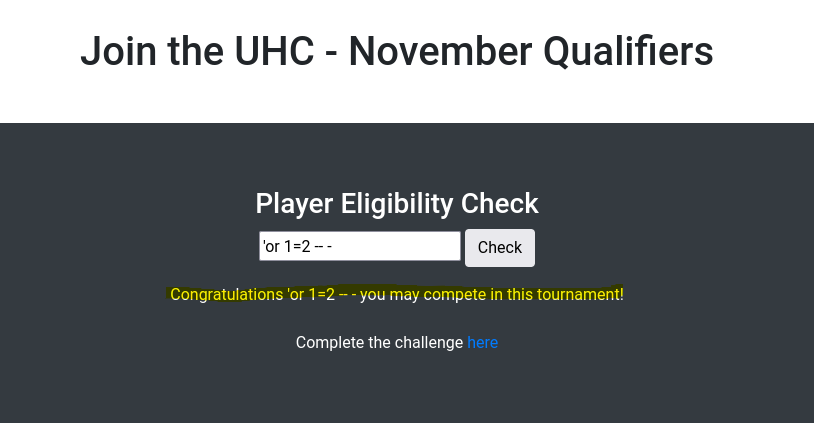 Join the UHC - November Qualifiers
Player Eligibility Check
'or 1=2 -- -
Check
Congratulations 'or 1=2 -- - you may compete in this tournament!
Complete the challenge here